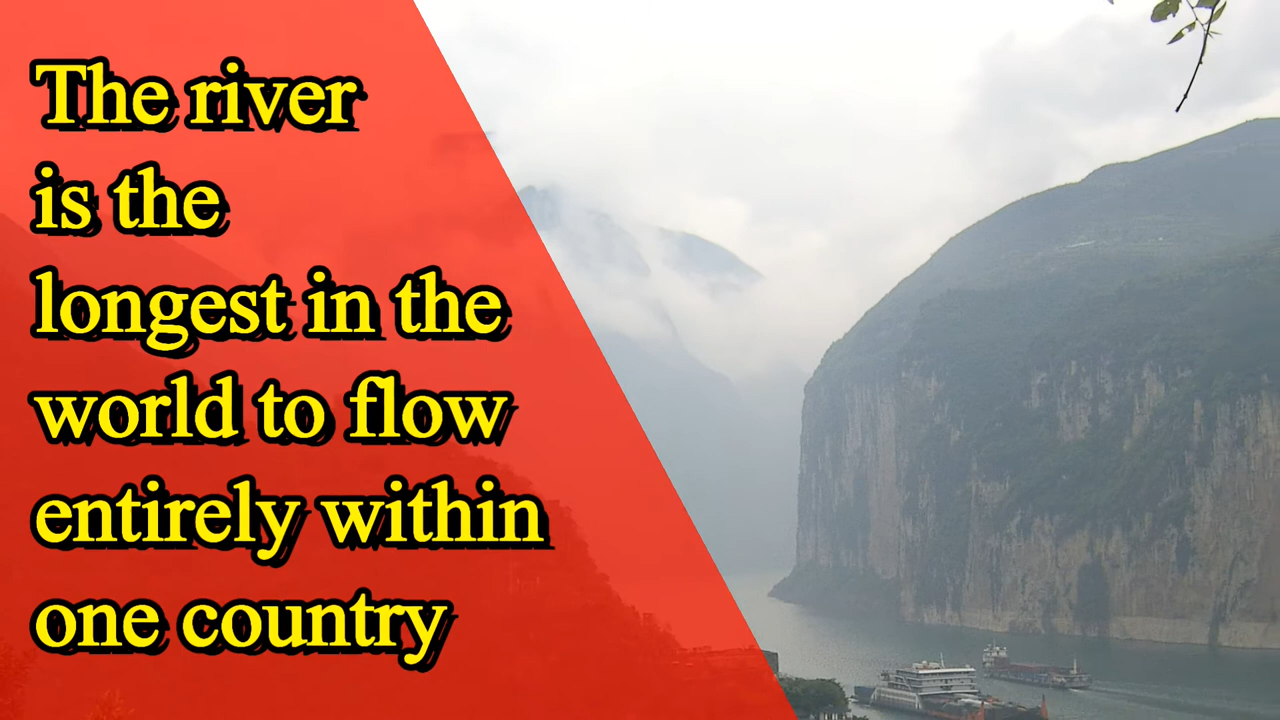 The river
is the
longest in the
world to flow
entirely within
one country